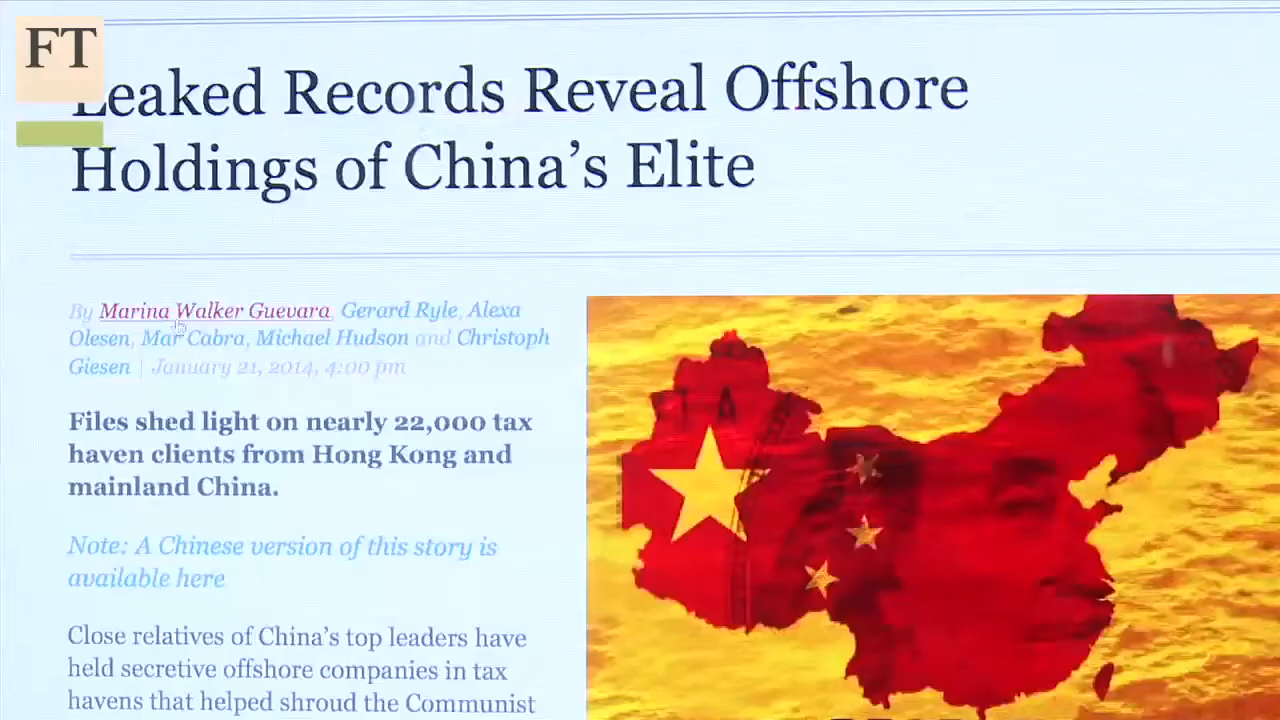 FT
Leaked Records Reveal Offshore
Holdings of China's Elite
By Marina Walker Guevara, Gerard Ryle, Alexa
Olesen, Mar Cabra, Michael Hudson and Christoph
Giesen | January 21, 2014, 4:00 pm
Files shed light on nearly 22,000 tax
haven clients from Hong Kong and
mainland China.
Note: A Chinese version of this story is
available here
Close relatives of China's top leaders have
held secretive offshore companies in tax
havens that helped shroud the Communist